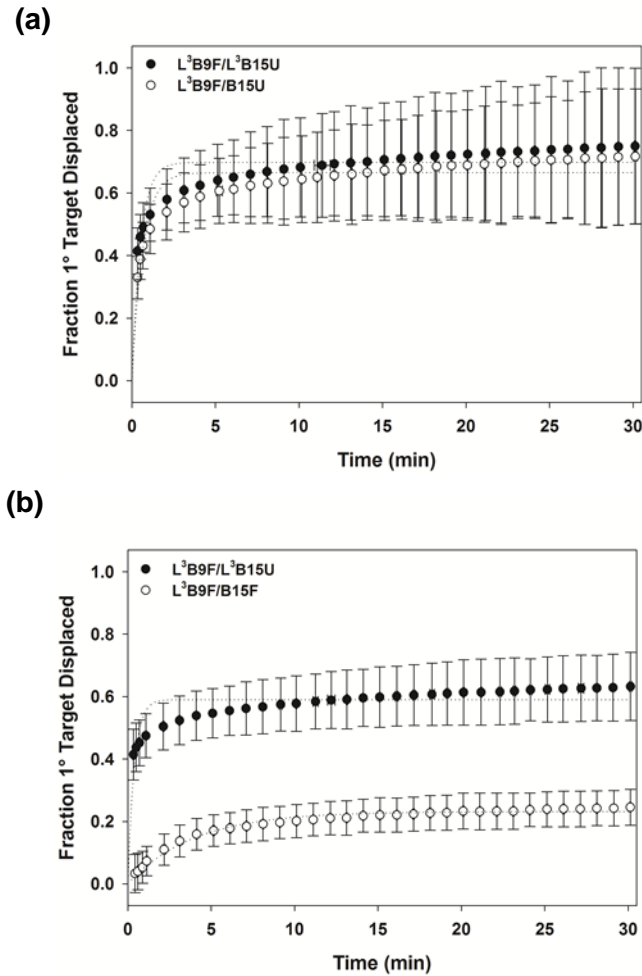 (a)
L³B9F/L³B15U
L³B9F/B15U
Fraction 1° Target Displaced
1.0
0.8
0.6
0.4
0.2
0.0
0 5 10 15 20 25 30
Time (min)
(b)
L³B9F/L³B15U
L³B9F/B15F
Fraction 1° Target Displaced
1.0
0.8
0.6
0.4
0.2
0.0
0 5 10 15 20 25 30
Time (min)